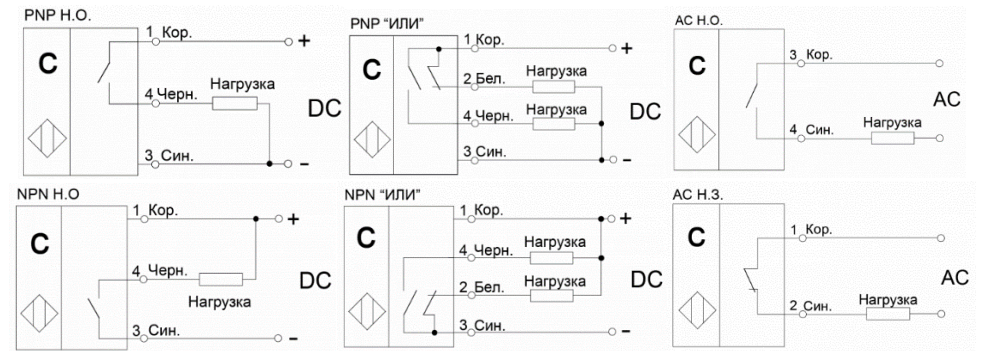 PNP Н.О.
1 Кор. +
С
Нагрузка
4 Черн.
DC
3 Син. -
PNP “ИЛИ”
1 Кор. +
С
2 Бел. Нагрузка
DC
4 Черн. Нагрузка
3 Син. -
AC Н.О.
3 Кор.
С
AC
4 Син. Нагрузка
NPN Н.О
1 Кор. +
С
4 Черн.
DC
Нагрузка
3 Син. -
NPN “ИЛИ”
1 Кор. +
С
4 Черн. Нагрузка
DC
2 Бел. Нагрузка
3 Син. -
AC Н.З.
1 Кор.
С
AC
2 Син. Нагрузка